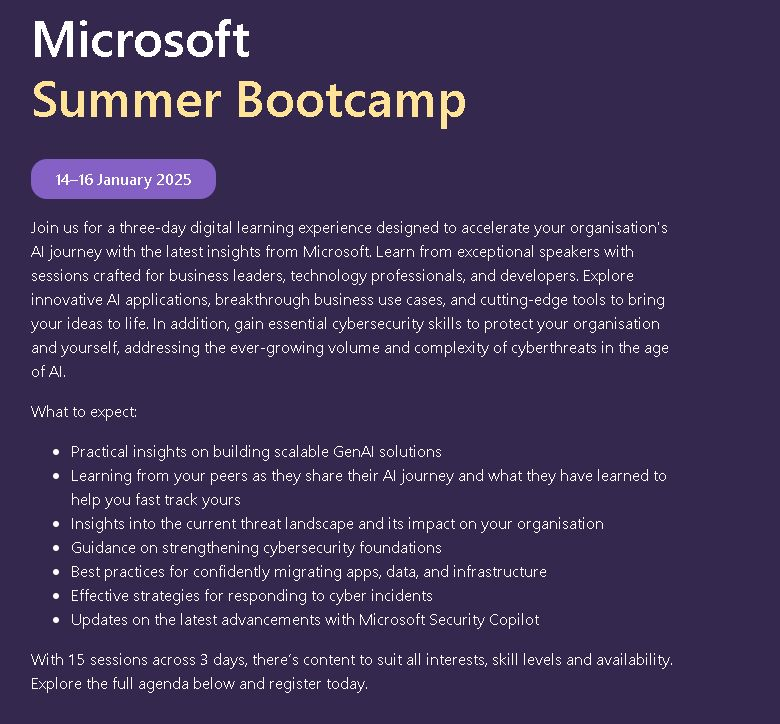 Microsoft
Summer Bootcamp
14–16 January 2025
Join us for a three-day digital learning experience designed to accelerate your organisation's
AI journey with the latest insights from Microsoft. Learn from exceptional speakers with
sessions crafted for business leaders, technology professionals, and developers. Explore
innovative AI applications, breakthrough business use cases, and cutting-edge tools to bring
your ideas to life. In addition, gain essential cybersecurity skills to protect your organisation
and yourself, addressing the ever-growing volume and complexity of cyberthreats in the age
of AI.
What to expect:
• Practical insights on building scalable GenAI solutions
• Learning from your peers as they share their AI journey and what they have learned to
help you fast track yours
• Insights into the current threat landscape and its impact on your organisation
• Guidance on strengthening cybersecurity foundations
• Best practices for confidently migrating apps, data, and infrastructure
• Effective strategies for responding to cyber incidents
• Updates on the latest advancements with Microsoft Security Copilot
With 15 sessions across 3 days, there's content to suit all interests, skill levels and availability.
Explore the full agenda below and register today.